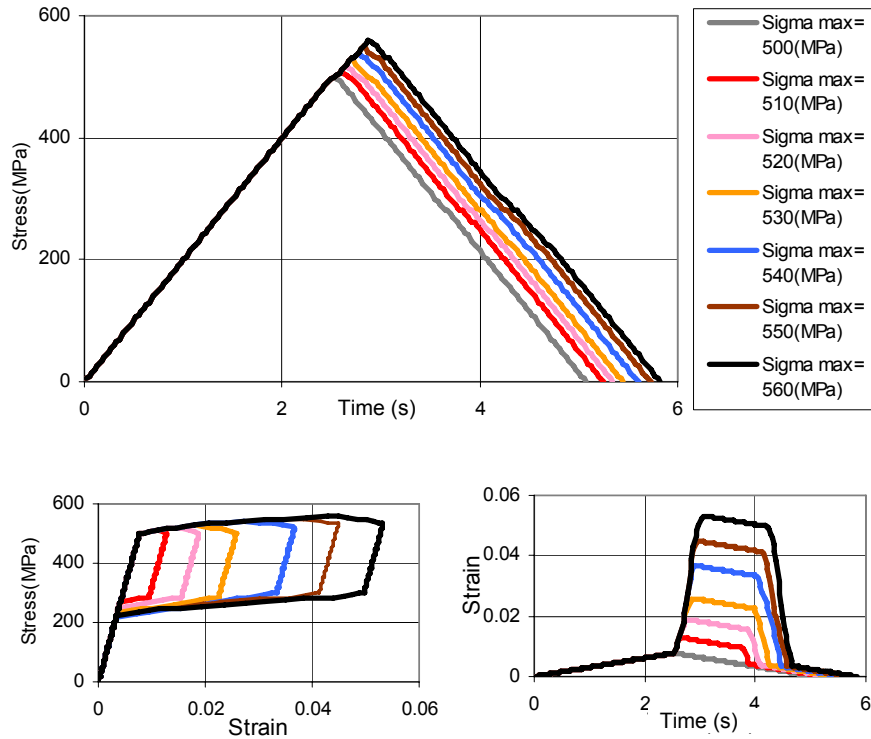 600
400
200
0
Stress(MPa)
0
2
4
6
Time (s)
Sigma max=
500(MPa)
Sigma max=
510(MPa)
Sigma max=
520(MPa)
Sigma max=
530(MPa)
Sigma max=
540(MPa)
Sigma max=
550(MPa)
Sigma max=
560(MPa)
600
500
400
300
200
100
0
Stress(MPa)
0
0.02
0.04
0.06
Strain
0.06
0.04
0.02
0
Strain
0
2
4
6
Time (s)